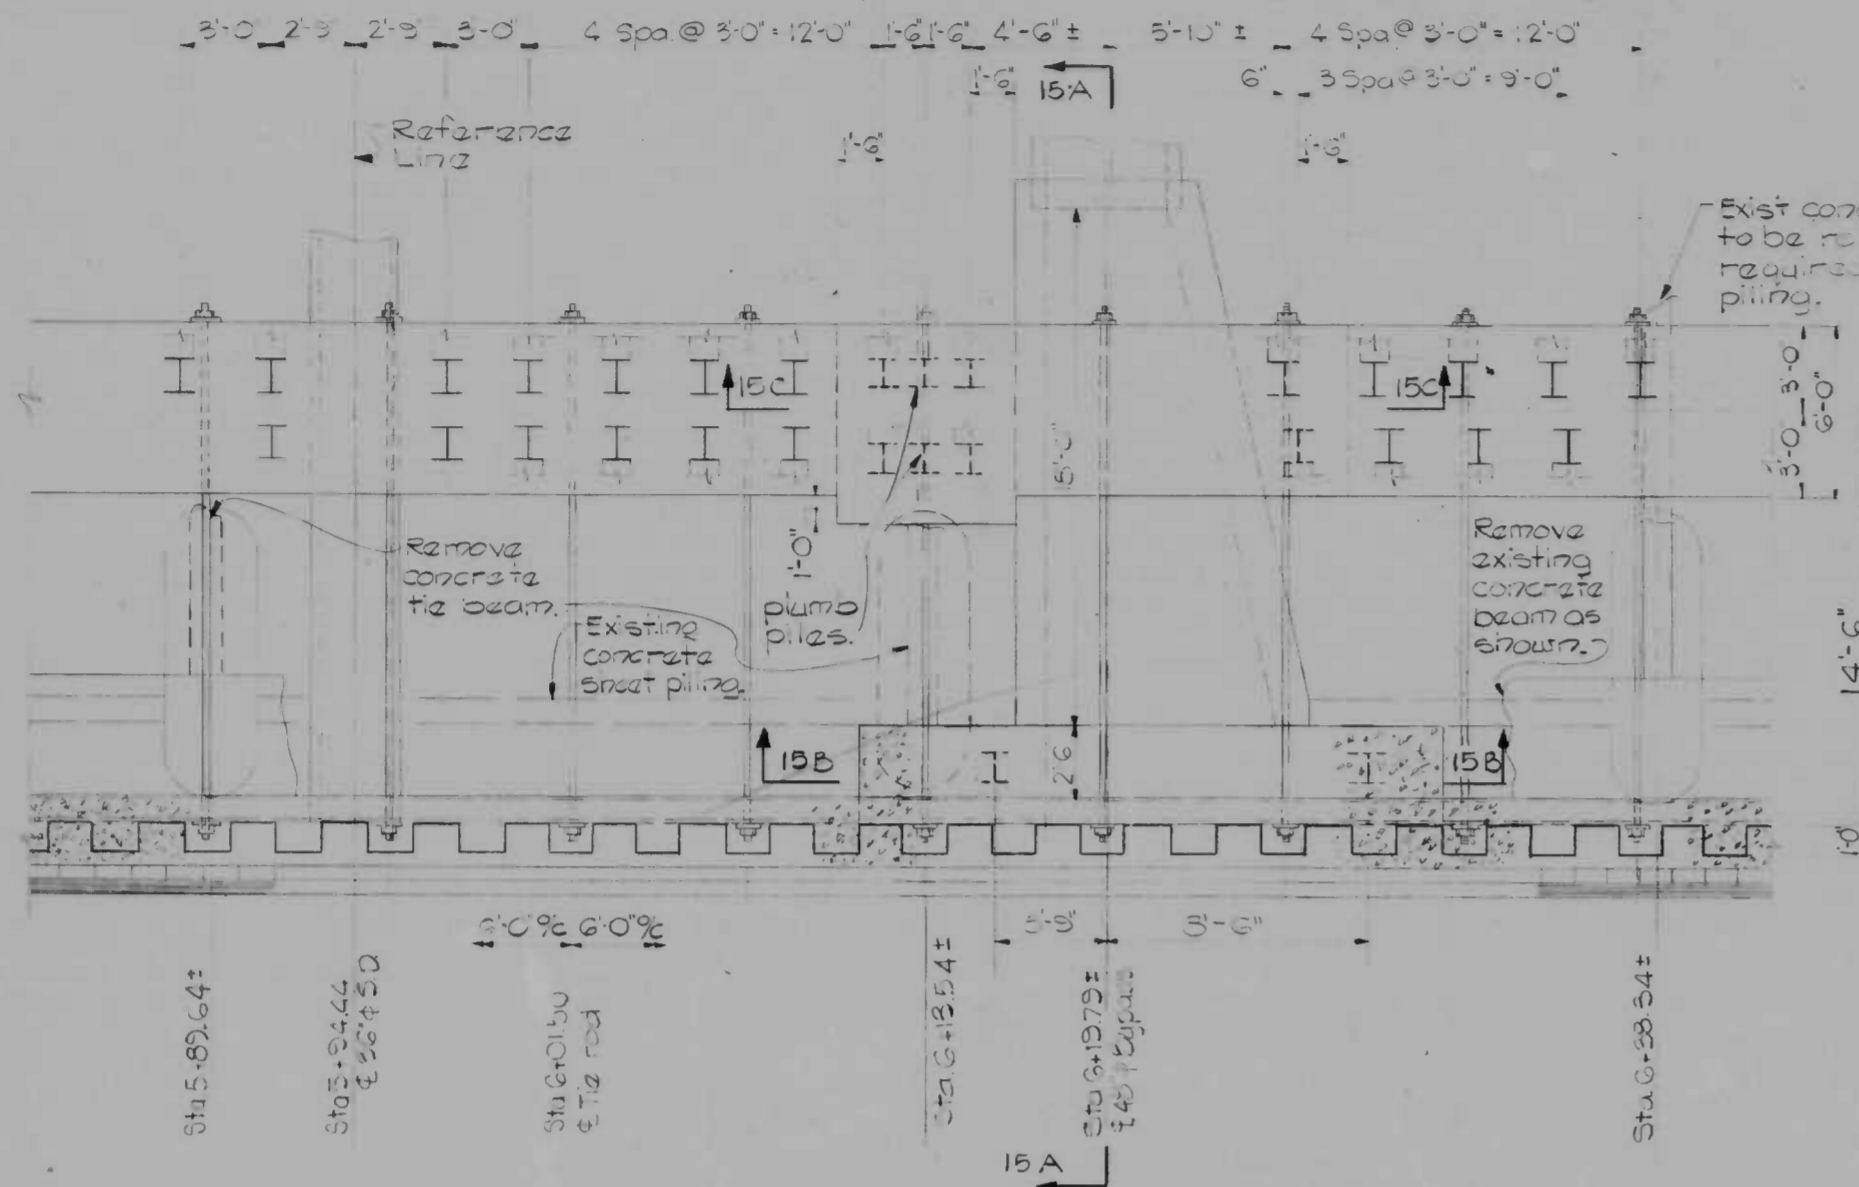 3'-0 2'-9 2'-9 3'-0" 4 Spa. @ 3'-0" = 12'-0" 1'-6 1'-6" 4'-6" ± 5'-10" ± 4 Spa @ 3'-0" = 12'-0"
1'-6" 15A 6" 3 Spa @ 3'-0" = 9'-0"
Reference
Line
1'-6"
1'-6"
Exist
to be
piling.
15C
15C
3'-0 3'-0
6'-0"
Remove
concrete
tie beam.
1'-0"
plumb
piles.
Existing
concrete
sheet piling.
Remove
existing
concrete
beam as
shown.
14'-6"
15B
2'6
15B
1'-0"
6'-0" %c 6'-0" %c
8'-6"
Sta 5+89.64±
Sta 5+94.44
℄ 36"ϕ S.D
Sta 6+01.50
℄ Tie rod
Sta. 6+13.54±
Sta 6+19.79±
Sta 6+38.34±
15A